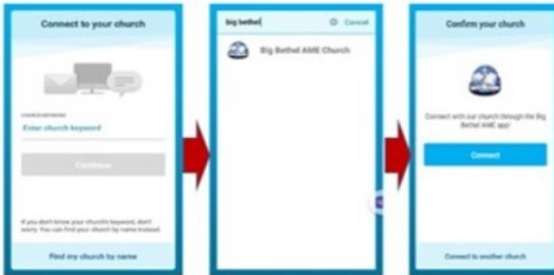 Connect to your church
CHURCH KEYWORD
Enter church keyword
Continue
If you don't know your church's keyword, don't
worry. You can find your church by name instead.
Find my church by name
big bethel
Cancel
Big Bethel AME Church
Confirm your church
Connect with our church through the Big
Bethel AME app!
Connect
Connect to another church